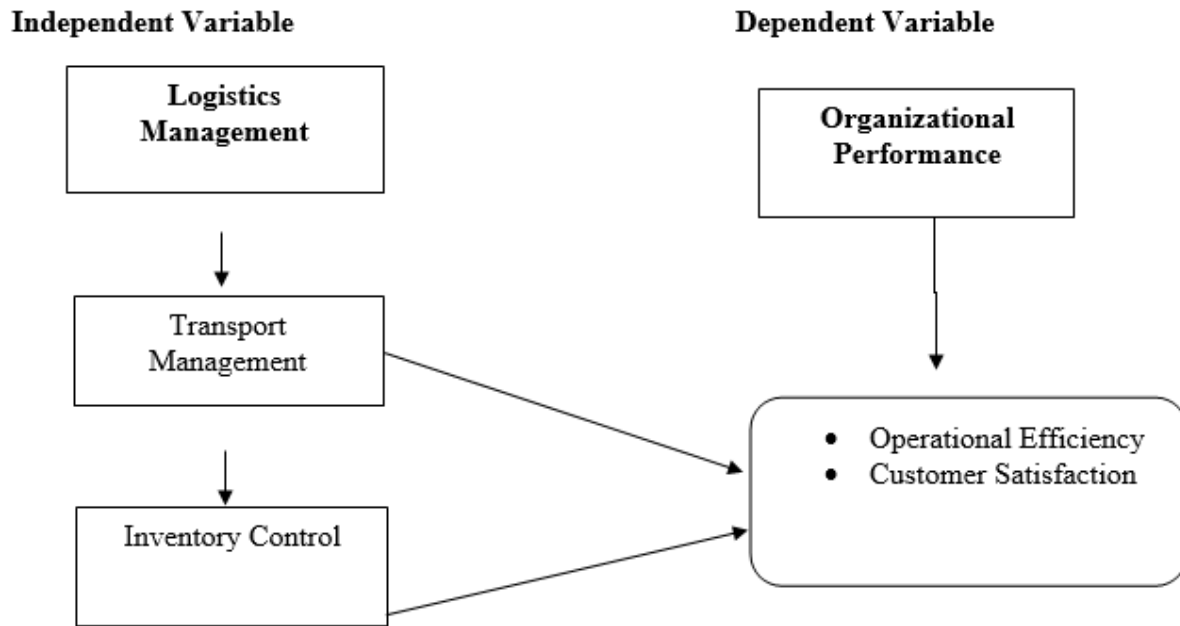 Independent Variable
Dependent Variable
Logistics
Management
Organizational
Performance
Transport
Management
• Operational Efficiency
• Customer Satisfaction
Inventory Control